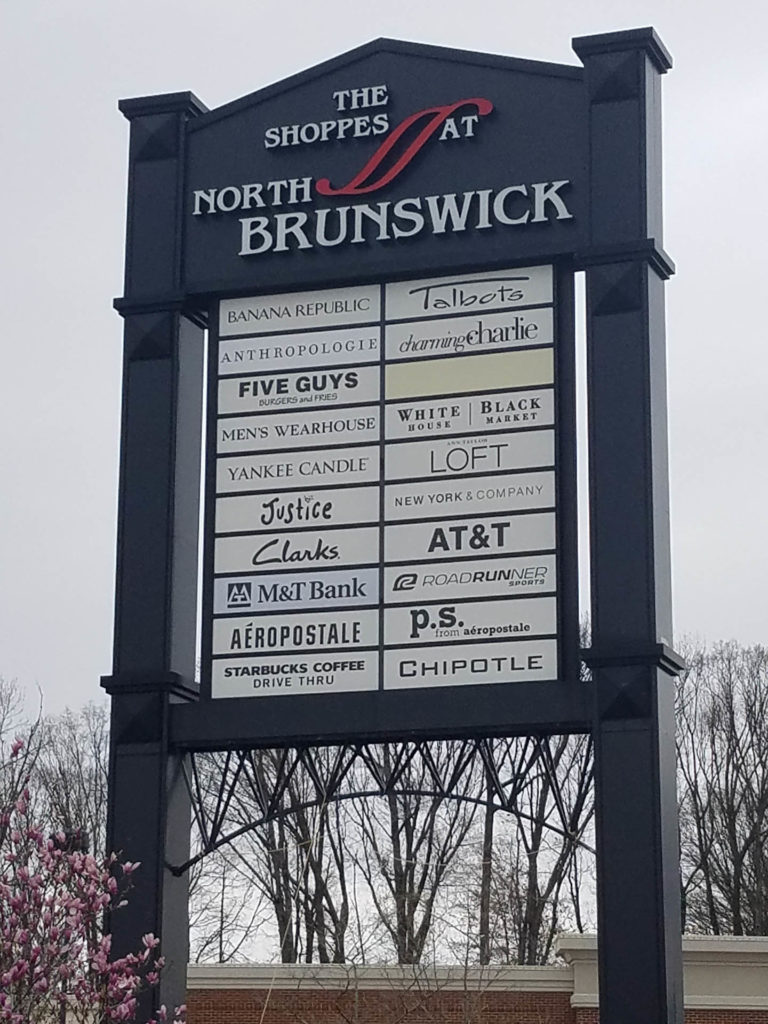 THE
SHOPPES AT
NORTH
BRUNSWICK
BANANA REPUBLIC
ANTHROPOLOGIE
FIVE GUYS
BURGERS and FRIES
MEN'S WEARHOUSE
YANKEE CANDLE
Justice
Clarks
M&T Bank
AÉROPOSTALE
STARBUCKS COFFEE
DRIVE THRU
Talbots
charming charlie
WHITE BLACK
HOUSE MARKET
ANN TAYLOR
LOFT
NEW YORK & COMPANY
AT&T
ROADRUNNER
SPORTS
p.s.
from aéropostale
CHIPOTLE